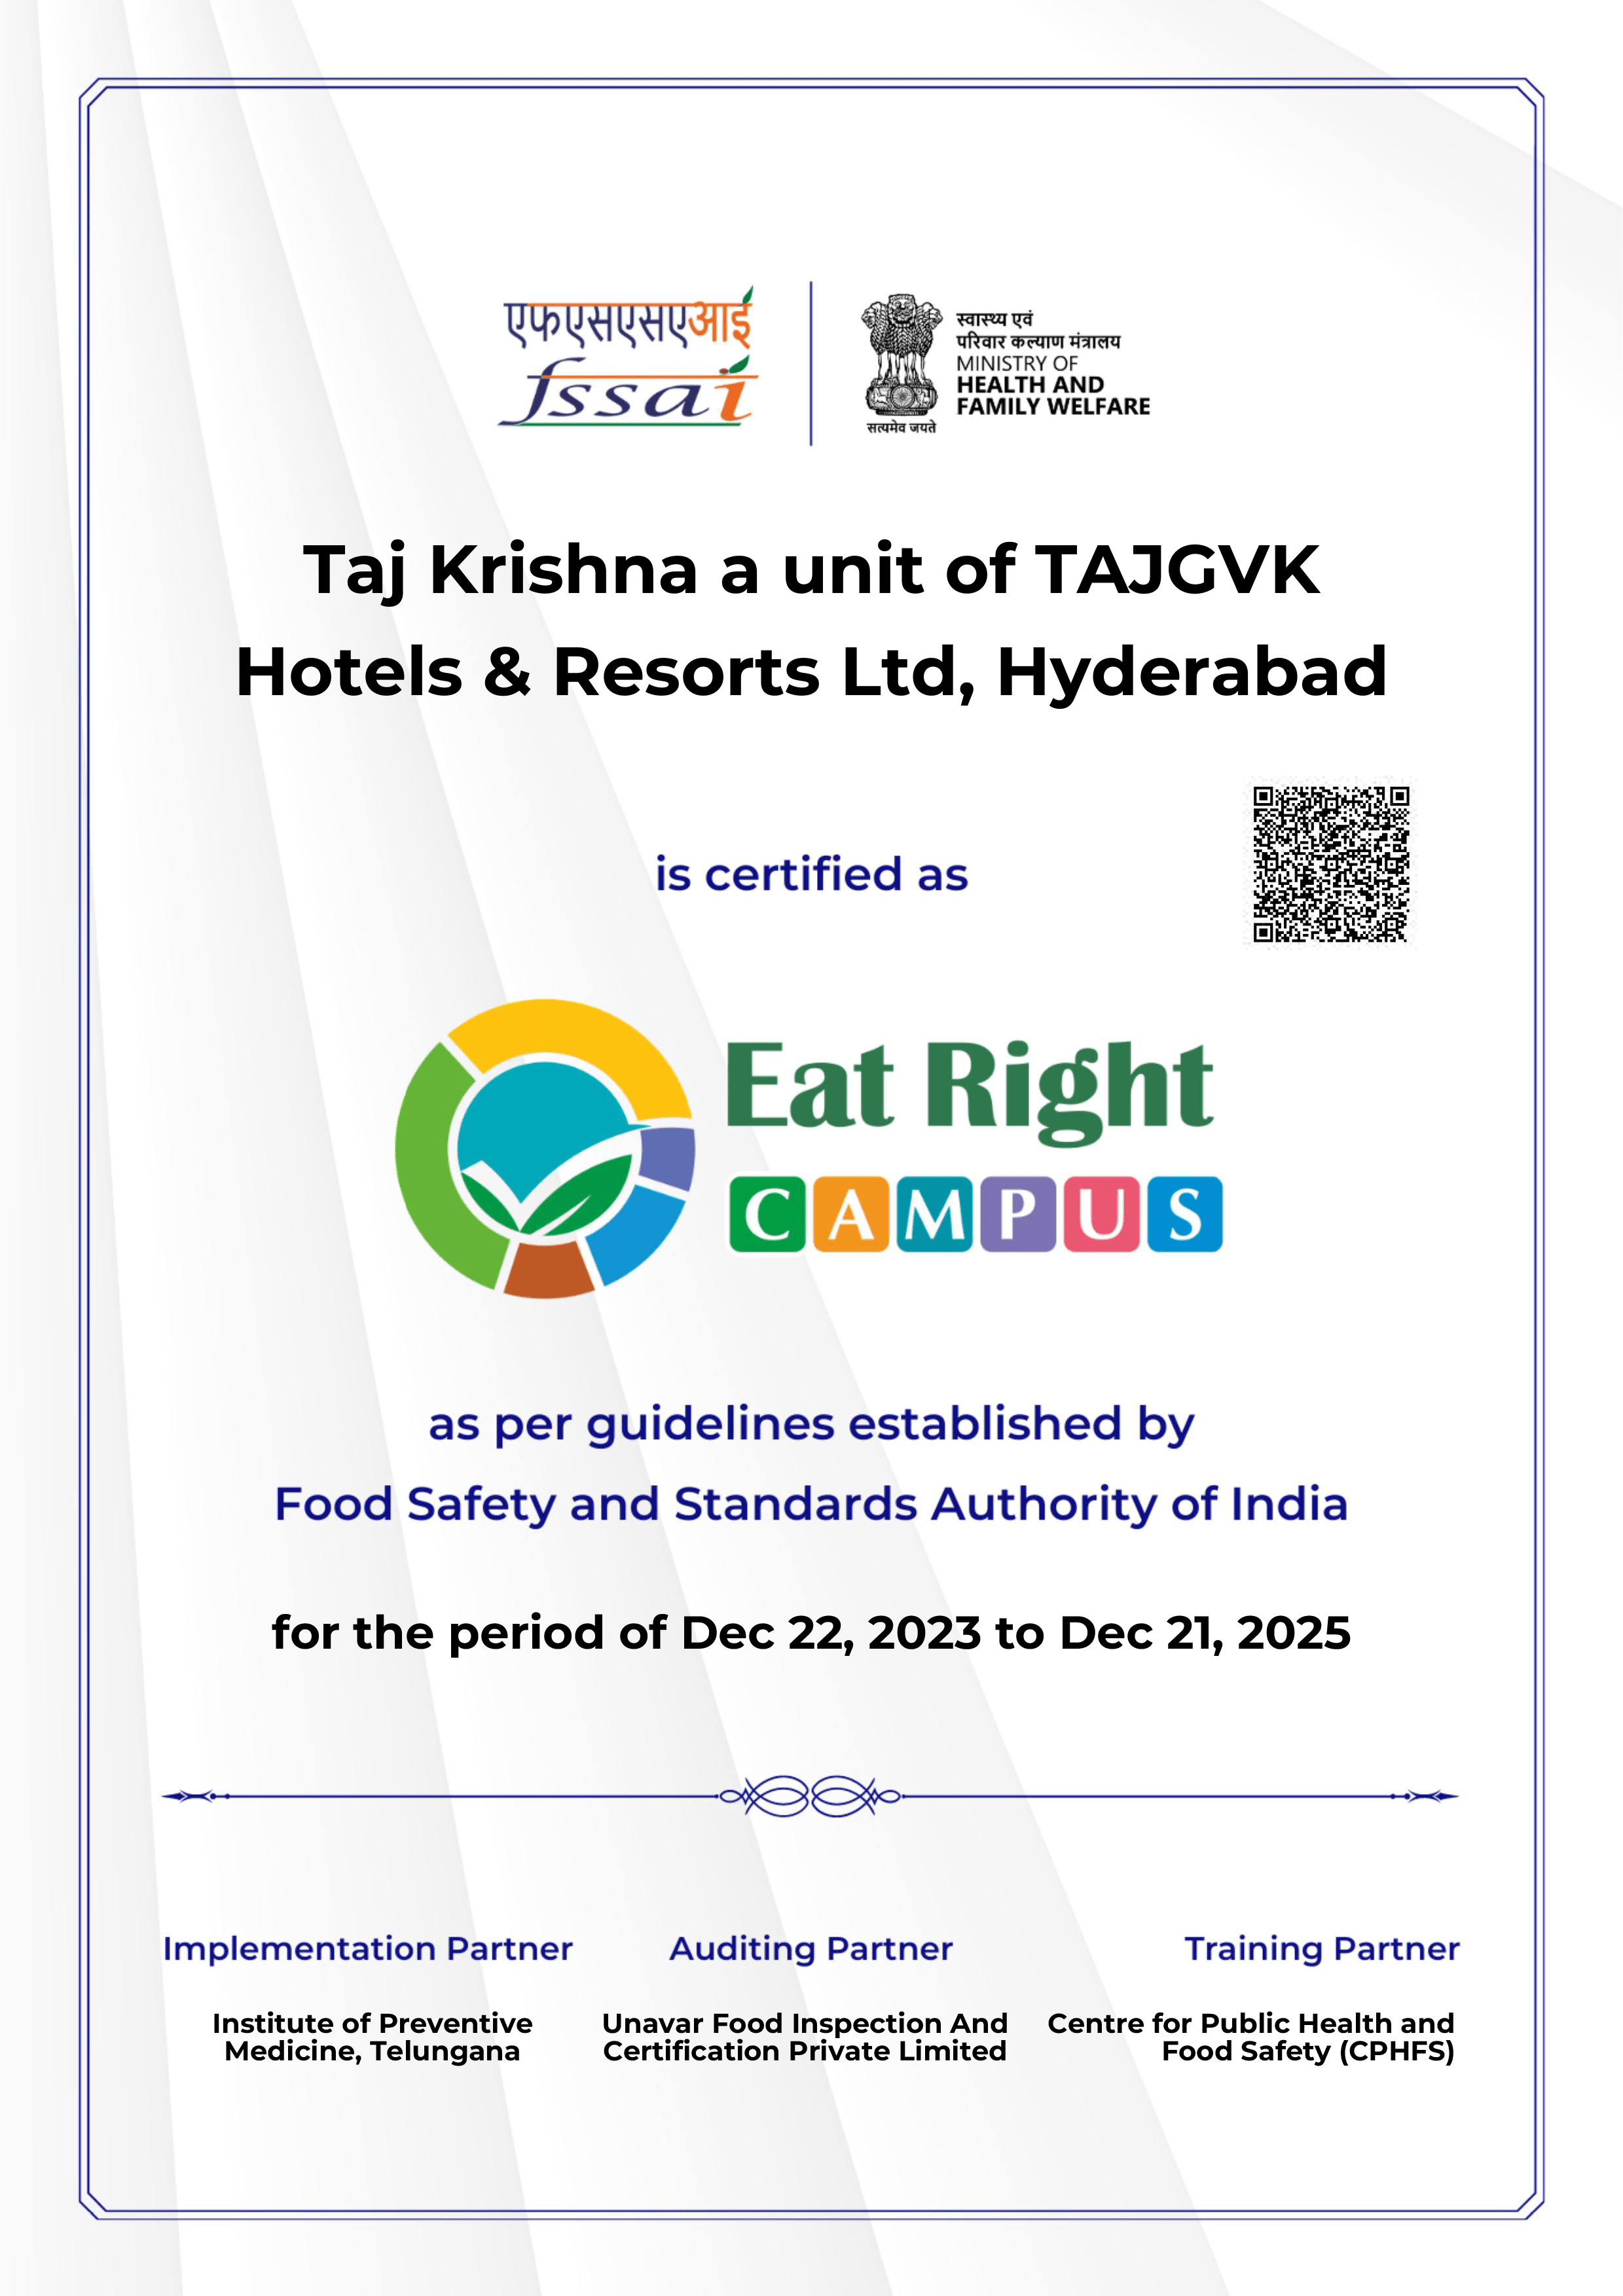 एफएसएसएआई
fssai
सत्यमेव जयते
स्वास्थ्य एवं
परिवार कल्याण मंत्रालय
MINISTRY OF
HEALTH AND
FAMILY WELFARE
Taj Krishna a unit of TAJGVK
Hotels & Resorts Ltd, Hyderabad
is certified as
Eat Right
CAMPUS
as per guidelines established by
Food Safety and Standards Authority of India
for the period of Dec 22, 2023 to Dec 21, 2025
Implementation Partner
Institute of Preventive
Medicine, Telungana
Auditing Partner
Unavar Food Inspection And
Certification Private Limited
Training Partner
Centre for Public Health and
Food Safety (CPHFS)